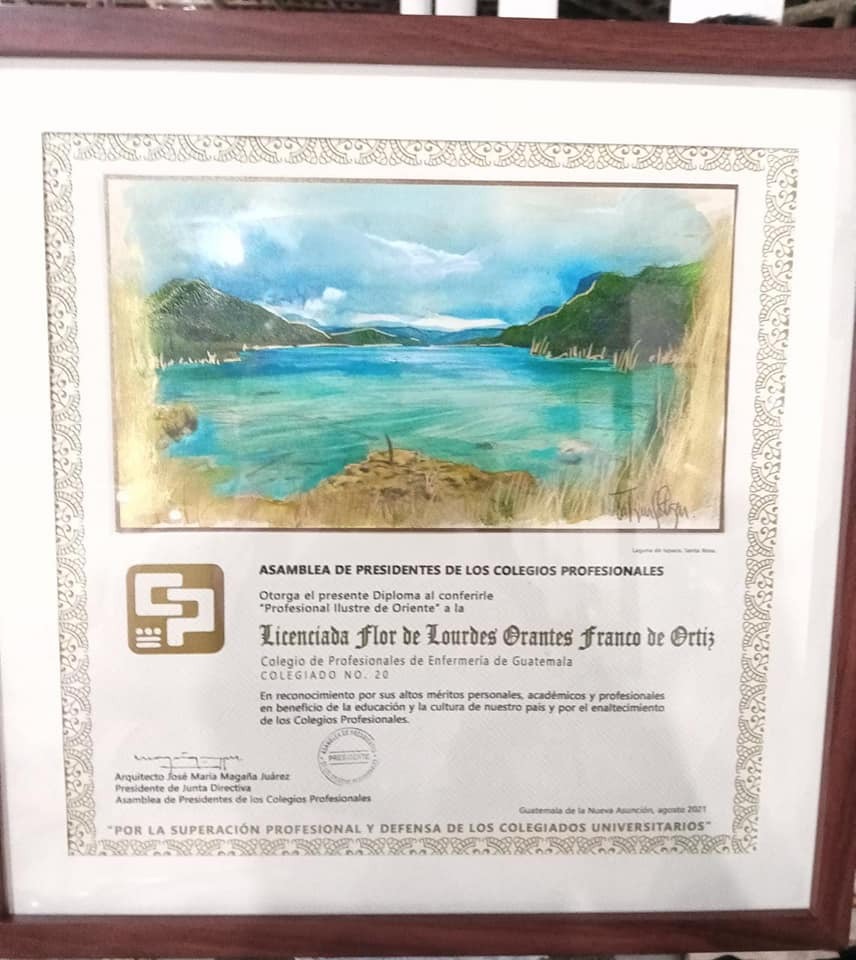 Laguna de Ixpaco, Santa Rosa.
ASAMBLEA DE PRESIDENTES DE LOS COLEGIOS PROFESIONALES
Otorga el presente Diploma al conferirle
"Profesional Ilustre de Oriente" a la
Licenciada Flor de Lourdes Orantes Franco de Ortiz
Colegio de Profesionales de Enfermería de Guatemala
COLEGIADO NO. 20
En reconocimiento por sus altos méritos personales, académicos y profesionales
en beneficio de la educación y la cultura de nuestro país y por el enaltecimiento
de los Colegios Profesionales.
PRESIDENTE
Arquitecto José María Magaña Juárez
Presidente de Junta Directiva
Asamblea de Presidentes de los Colegios Profesionales
Guatemala de la Nueva Asunción, agosto 2021
"POR LA SUPERACIÓN PROFESIONAL Y DEFENSA DE LOS COLEGIADOS UNIVERSITARIOS"